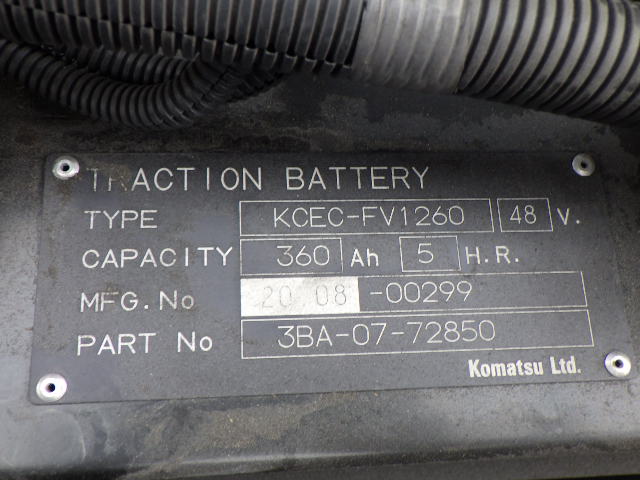 TRACTION BATTERY
TYPE KCEC-FV1260 48 V.
CAPACITY 360 Ah 5 H.R.
MFG.No 20 08 -00299
PART No 3BA-07-72850
Komatsu Ltd.